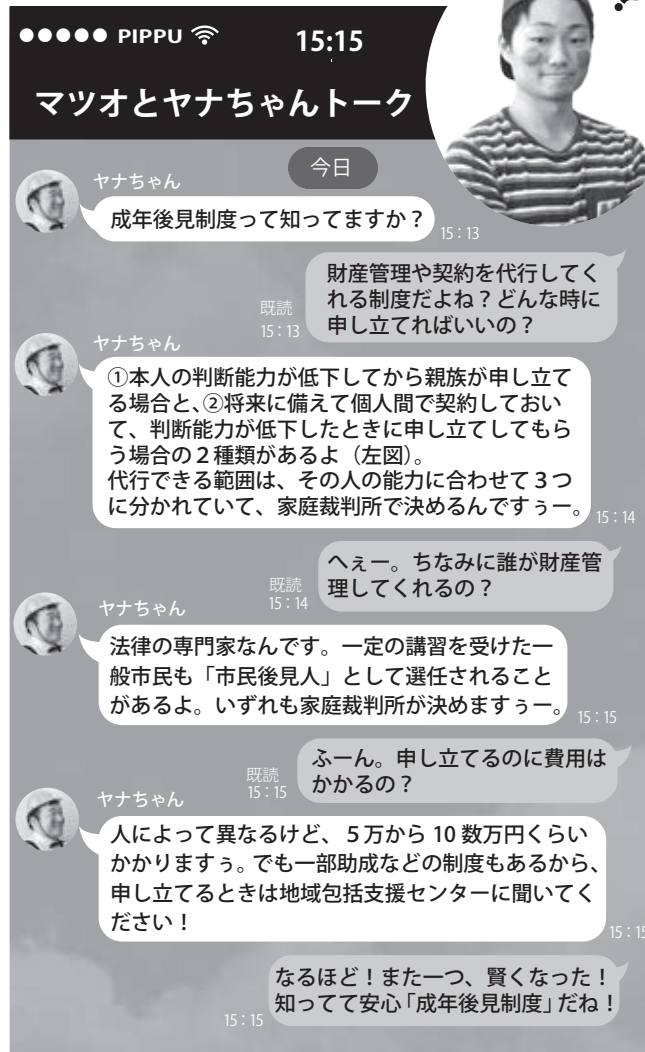 ●●●●● PIPPU
15:15
マツオとヤナちゃんトーク
今日
ヤナちゃん
成年後見制度って知ってますか？
15：13
財産管理や契約を代行してく
れる制度だよね？どんな時に
申し立てればいいの？
既読
15：13
ヤナちゃん
①本人の判断能力が低下してから親族が申し立て
る場合と、②将来に備えて個人間で契約しておい
て、判断能力が低下したときに申し立てしてもら
う場合の２種類があるよ（左図）。
代行できる範囲は、その人の能力に合わせて３つ
に分かれていて、家庭裁判所で決めるんですぅー。
15：14
へぇー。ちなみに誰が財産管
理してくれるの？
既読
15：14
ヤナちゃん
法律の専門家なんです。一定の講習を受けた一
般市民も「市民後見人」として選任されること
があるよ。いずれも家庭裁判所が決めますぅー。
15：15
ふーん。申し立てるのに費用は
かかるの？
既読
15：15
ヤナちゃん
人によって異なるけど、５万から 10 数万円くらい
かかりますぅ。でも一部助成などの制度もあるから、
申し立てるときは地域包括支援センターに聞いてく
ださい！
15：15
なるほど！また一つ、賢くなった！
知ってて安心「成年後見制度」だね！
15：15